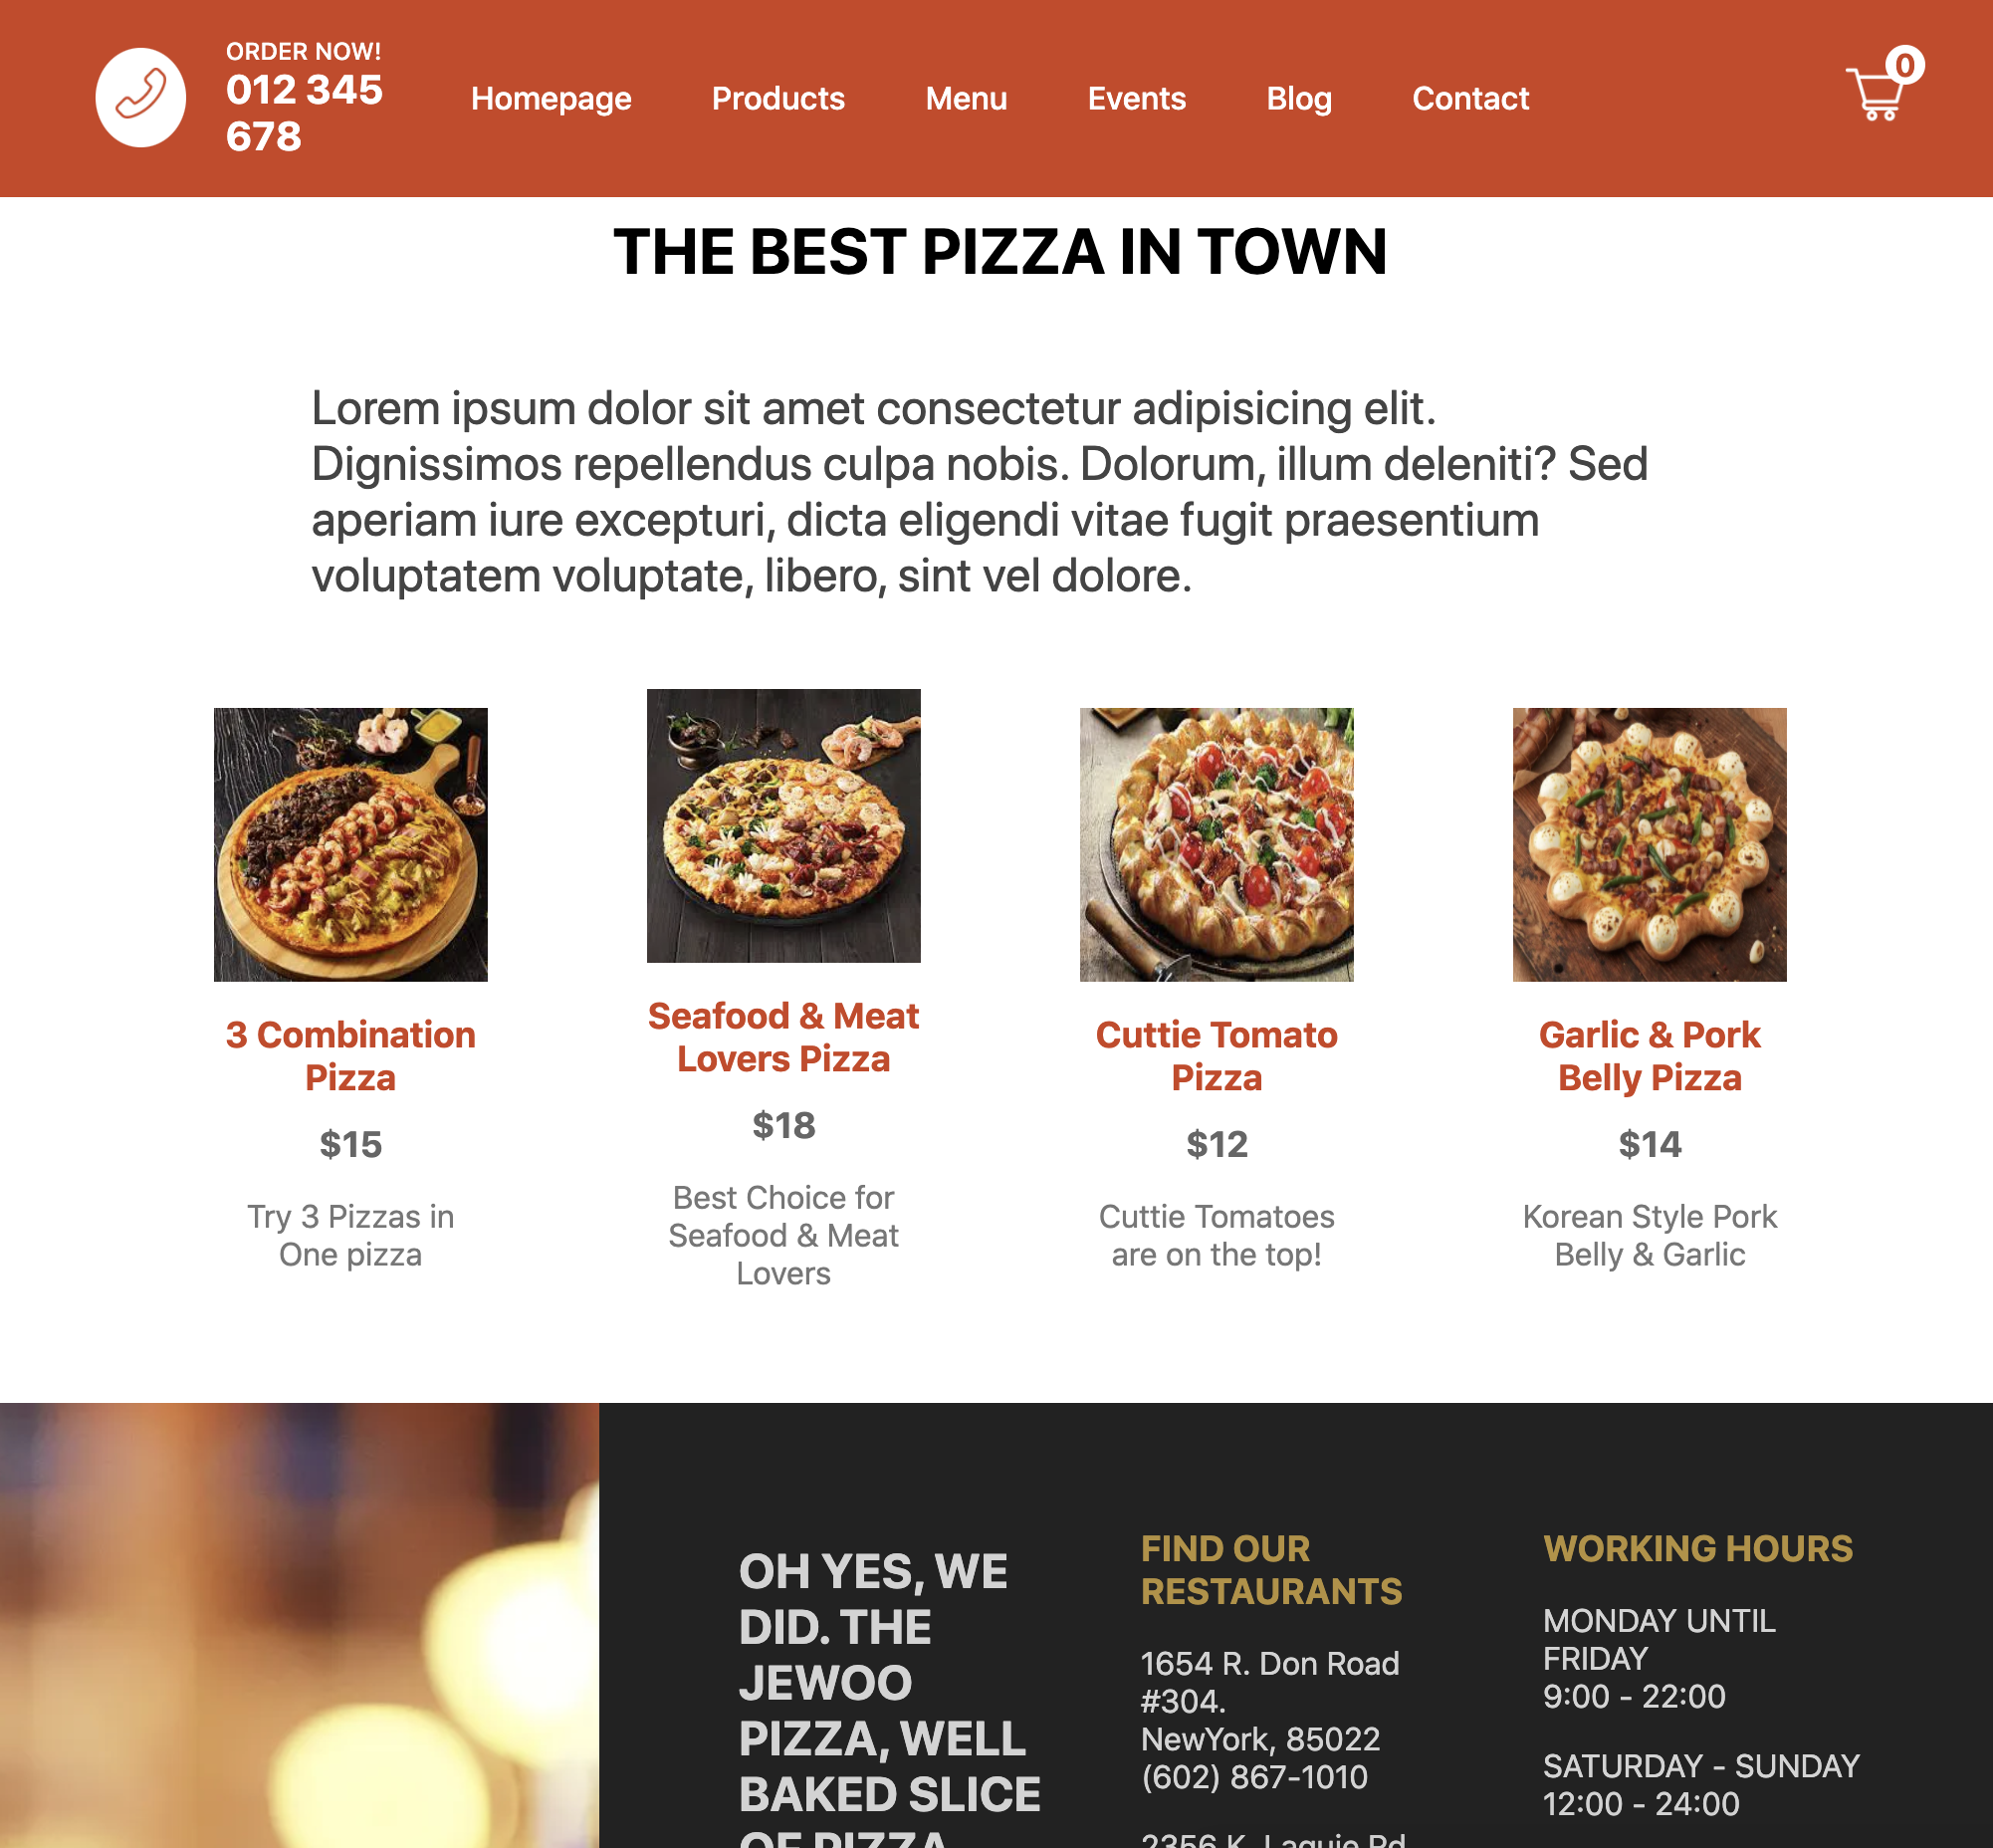 ORDER NOW!
012 345
678
Homepage
Products
Menu
Events
Blog
Contact
0
THE BEST PIZZA IN TOWN
Lorem ipsum dolor sit amet consectetur adipisicing elit.
Dignissimos repellendus culpa nobis. Dolorum, illum deleniti? Sed
aperiam iure excepturi, dicta eligendi vitae fugit praesentium
voluptatem voluptate, libero, sint vel dolore.
3 Combination
Pizza
$15
Try 3 Pizzas in
One pizza
Seafood & Meat
Lovers Pizza
$18
Best Choice for
Seafood & Meat
Lovers
Cuttie Tomato
Pizza
$12
Cuttie Tomatoes
are on the top!
Garlic & Pork
Belly Pizza
$14
Korean Style Pork
Belly & Garlic
OH YES, WE
DID. THE
JEWOO
PIZZA, WELL
BAKED SLICE
OF PIZZA
FIND OUR
RESTAURANTS
1654 R. Don Road
#304.
NewYork, 85022
(602) 867-1010
2356 K. Laquie Rd
WORKING HOURS
MONDAY UNTIL
FRIDAY
9:00 - 22:00
SATURDAY - SUNDAY
12:00 - 24:00